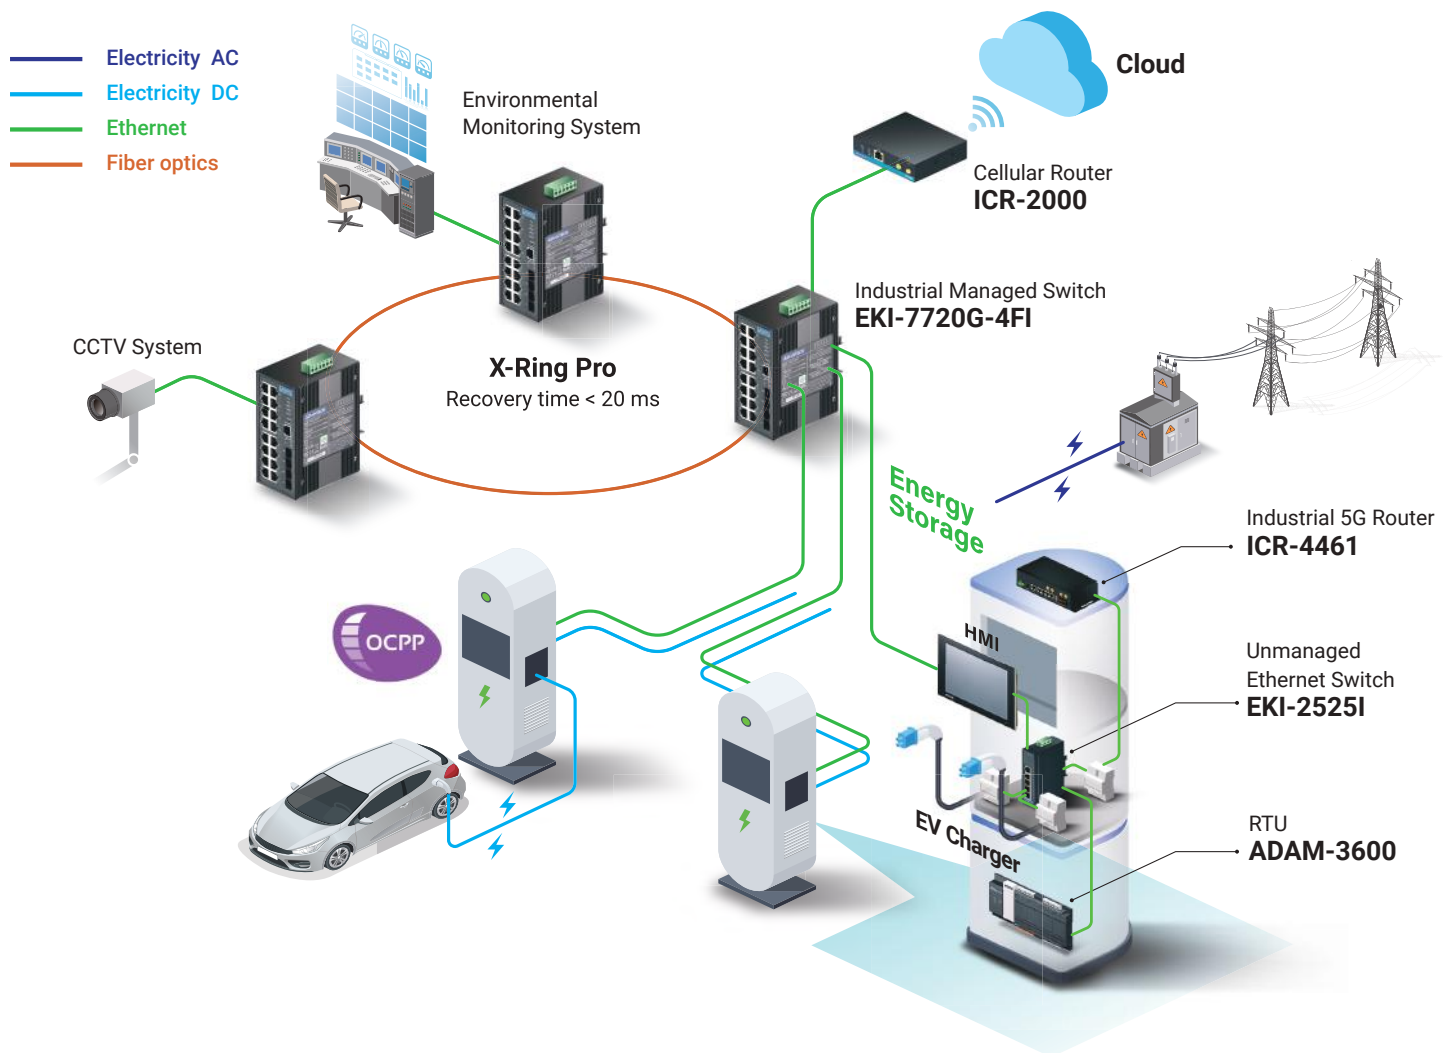 Electricity AC
Electricity DC
Ethernet
Fiber optics
Environmental
Monitoring System
Cloud
Cellular Router
ICR-2000
Industrial Managed Switch
EKI-7720G-4FI
CCTV System
X-Ring Pro
Recovery time < 20 ms
Energy
Storage
Industrial 5G Router
ICR-4461
OCPP
HMI
Unmanaged
Ethernet Switch
EKI-2525I
EV Charger
RTU
ADAM-3600